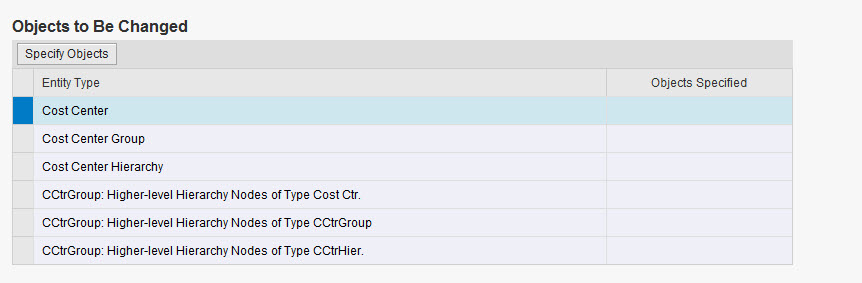 Objects to Be Changed
Specify Objects
Entity Type Objects Specified
Cost Center
Cost Center Group
Cost Center Hierarchy
CCtrGroup: Higher-level Hierarchy Nodes of Type Cost Ctr.
CCtrGroup: Higher-level Hierarchy Nodes of Type CCtrGroup
CCtrGroup: Higher-level Hierarchy Nodes of Type CCtrHier.